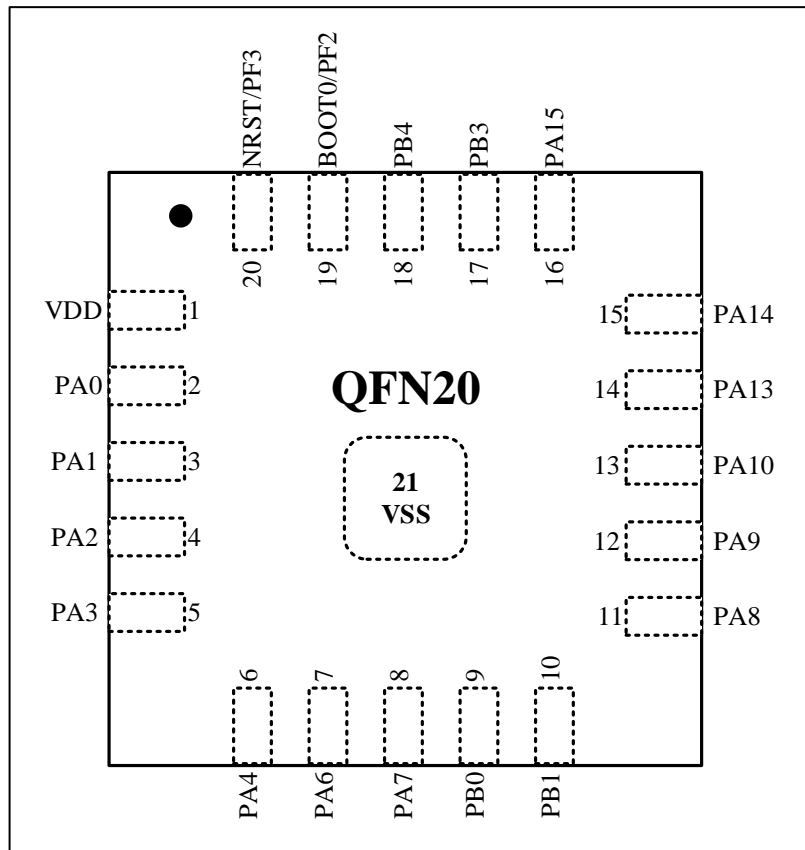 NRST/PF3
BOOT0/PF2
PB4
PB3
PA15
20
19
18
17
16
VDD 1
PA0 2
PA1 3
PA2 4
PA3 5
15 PA14
14 PA13
13 PA10
12 PA9
11 PA8
QFN20
21
VSS
6
7
8
9
10
PA4
PA6
PA7
PB0
PB1